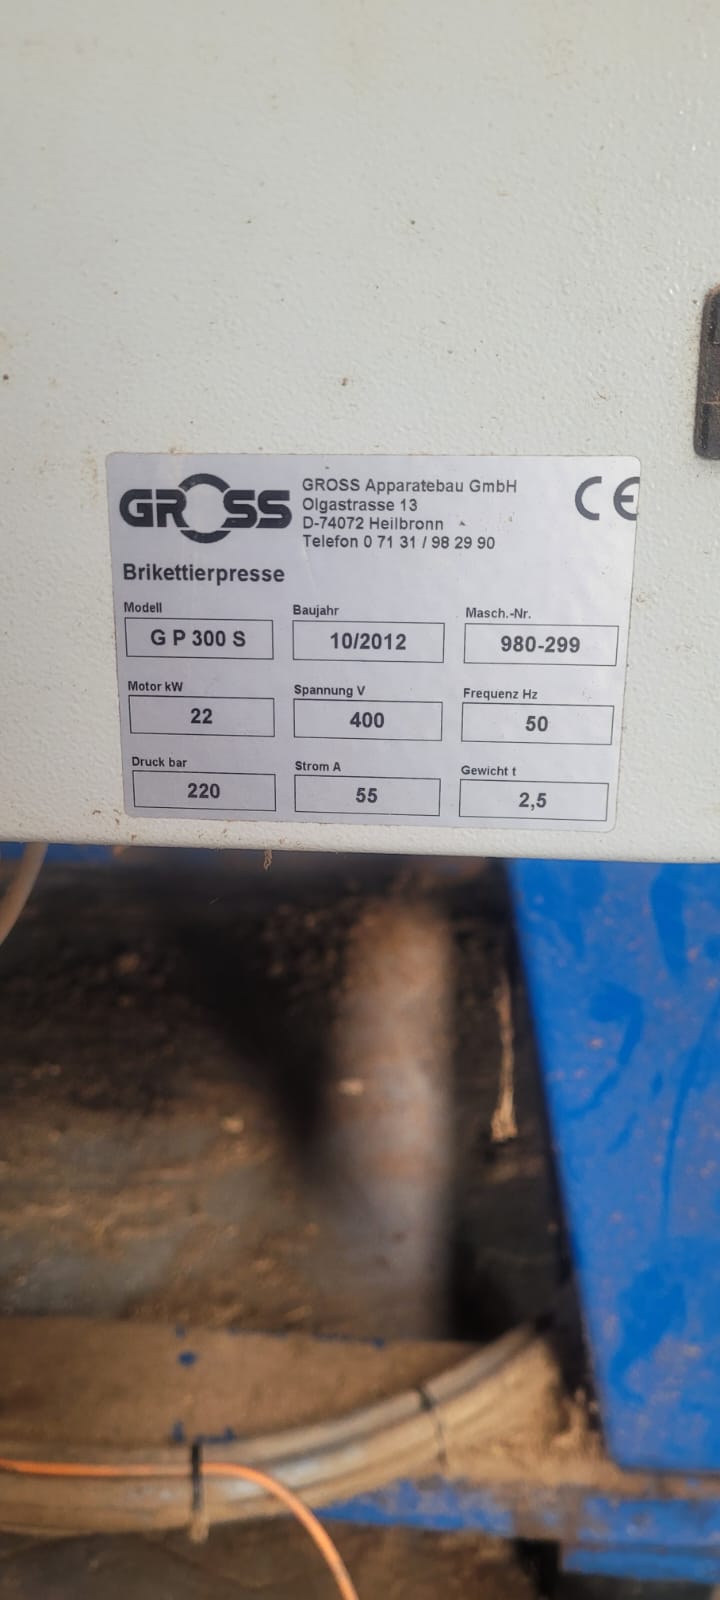 GROSS
GROSS Apparatebau GmbH
Olgastrasse 13
D-74072 Heilbronn
Telefon 0 71 31 / 98 29 90
CE
Brikettierpresse
Modell Baujahr Masch.-Nr.
G P 300 S 10/2012 980-299
Motor kW Spannung V Frequenz Hz
22 400 50
Druck bar Strom A Gewicht t
220 55 2,5